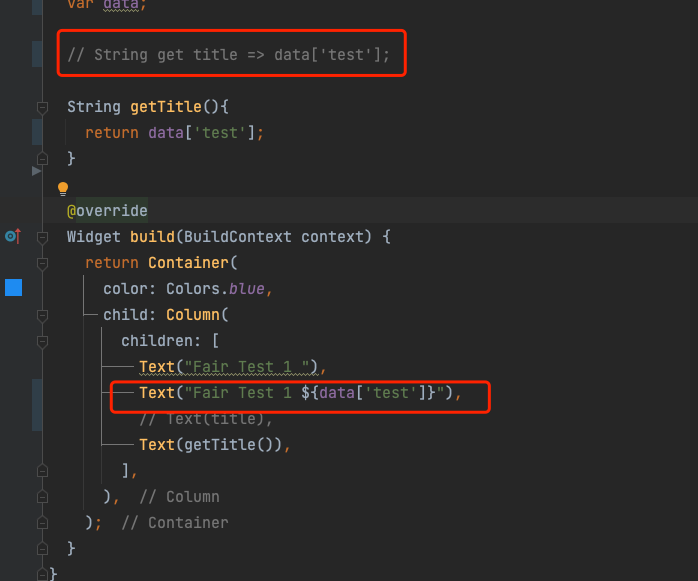 var data;
// String get title => data['test'];
String getTitle(){
return data['test'];
}
@override
Widget build(BuildContext context) {
return Container(
color: Colors.blue,
child: Column(
children: [
Text("Fair Test 1 "),
Text("Fair Test 1 ${data['test']}"),
// Text(title),
Text(getTitle()),
],
), // Column
); // Container
}
}